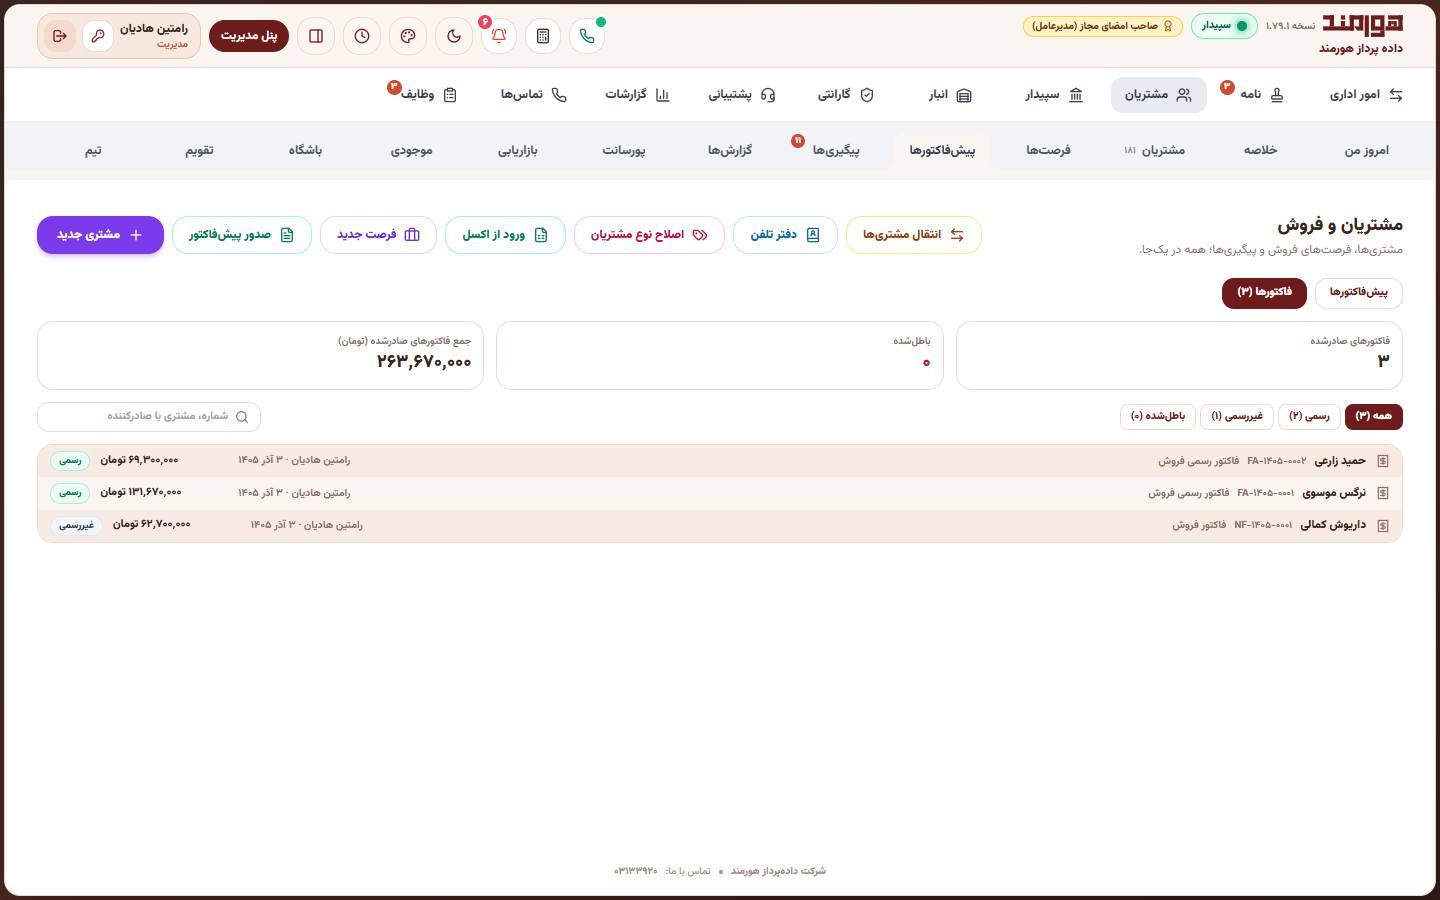 هورمند
نسخه ۱.۷۹.۱
سپیدار
صاحب امضای مجاز (مدیرعامل)
داده پرداز هورمند
۶
پنل مدیریت
رامتین هادیان
مدیریت
امور اداری
نامه ۳
مشتریان
سپیدار
انبار
گارانتی
پشتیبانی
گزارشات
تماس‌ها
وظایف ۳
امروز من
خلاصه
مشتریان ۱۸۱
فرصت‌ها
پیش‌فاکتورها
پیگیری‌ها ۱۱
گزارش‌ها
پورسانت
بازاریابی
موجودی
باشگاه
تقویم
تیم
مشتریان و فروش
مشتری‌ها، فرصت‌های فروش و پیگیری‌ها؛ همه در یک‌جا.
انتقال مشتری‌ها
دفتر تلفن
اصلاح نوع مشتریان
ورود از اکسل
فرصت جدید
صدور پیش‌فاکتور
مشتری جدید
پیش‌فاکتورها
فاکتورها (۳)
فاکتورهای صادرشده
۳
باطل‌شده
۰
جمع فاکتورهای صادرشده (تومان)
۲۶۳,۶۷۰,۰۰۰
همه (۳)
رسمی (۲)
غیررسمی (۱)
باطل‌شده (۰)
شماره، مشتری یا صادرکننده
حمید زارعی FA-۱۴۰۵-۰۰۰۲ فاکتور رسمی فروش رامتین هادیان · ۳ آذر ۱۴۰۵ ۶۹,۳۰۰,۰۰۰ تومان رسمی
نرگس موسوی FA-۱۴۰۵-۰۰۰۱ فاکتور رسمی فروش رامتین هادیان · ۳ آذر ۱۴۰۵ ۱۳۱,۶۷۰,۰۰۰ تومان رسمی
داریوش کمالی NF-۱۴۰۵-۰۰۰۱ فاکتور فروش رامتین هادیان · ۳ آذر ۱۴۰۵ ۶۲,۷۰۰,۰۰۰ تومان غیررسمی
شرکت داده‌پرداز هورمند • تماس با ما: ۰۳۱۳۳۹۲۰